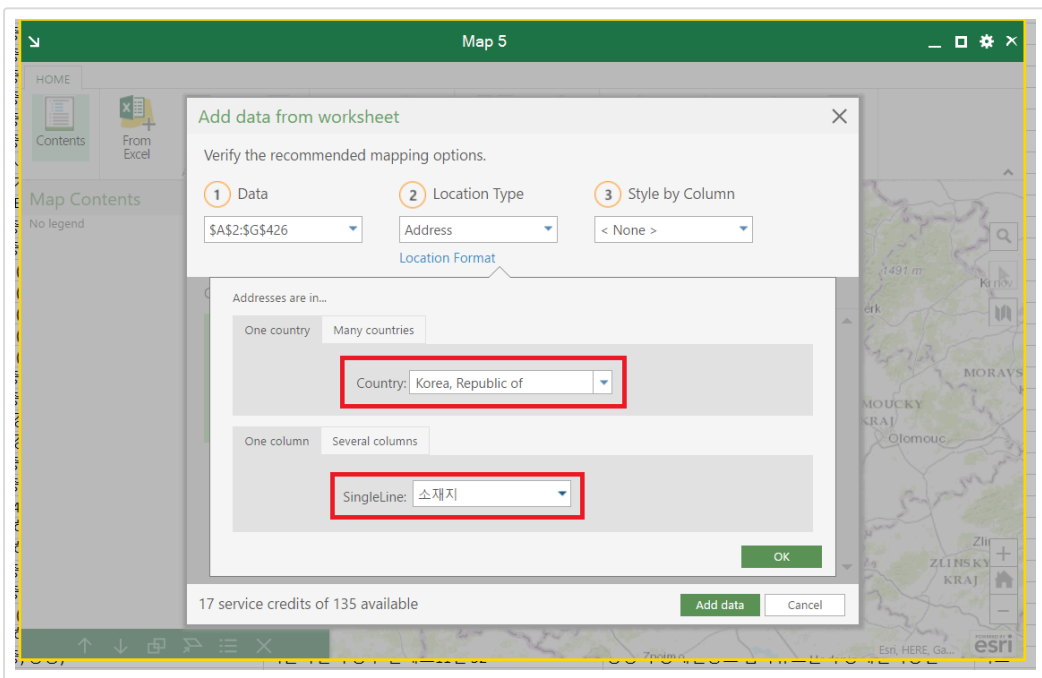 Map 5
HOME
Contents
From Excel
Map Contents
No legend
Add data from worksheet
Verify the recommended mapping options.
1 Data
2 Location Type
3 Style by Column
$A$2:$G$426
Address
< None >
Location Format
Addresses are in...
One country
Many countries
Country: Korea, Republic of
One column
Several columns
SingleLine: 소재지
OK
17 service credits of 135 available
Add data
Cancel
1491 m
MORAVS
MOUCKY
KRAJ
Olomouc
ZLINSKY
KRAJ
Znojmo
Esri, HERE, Ga...
POWERED BY
esri